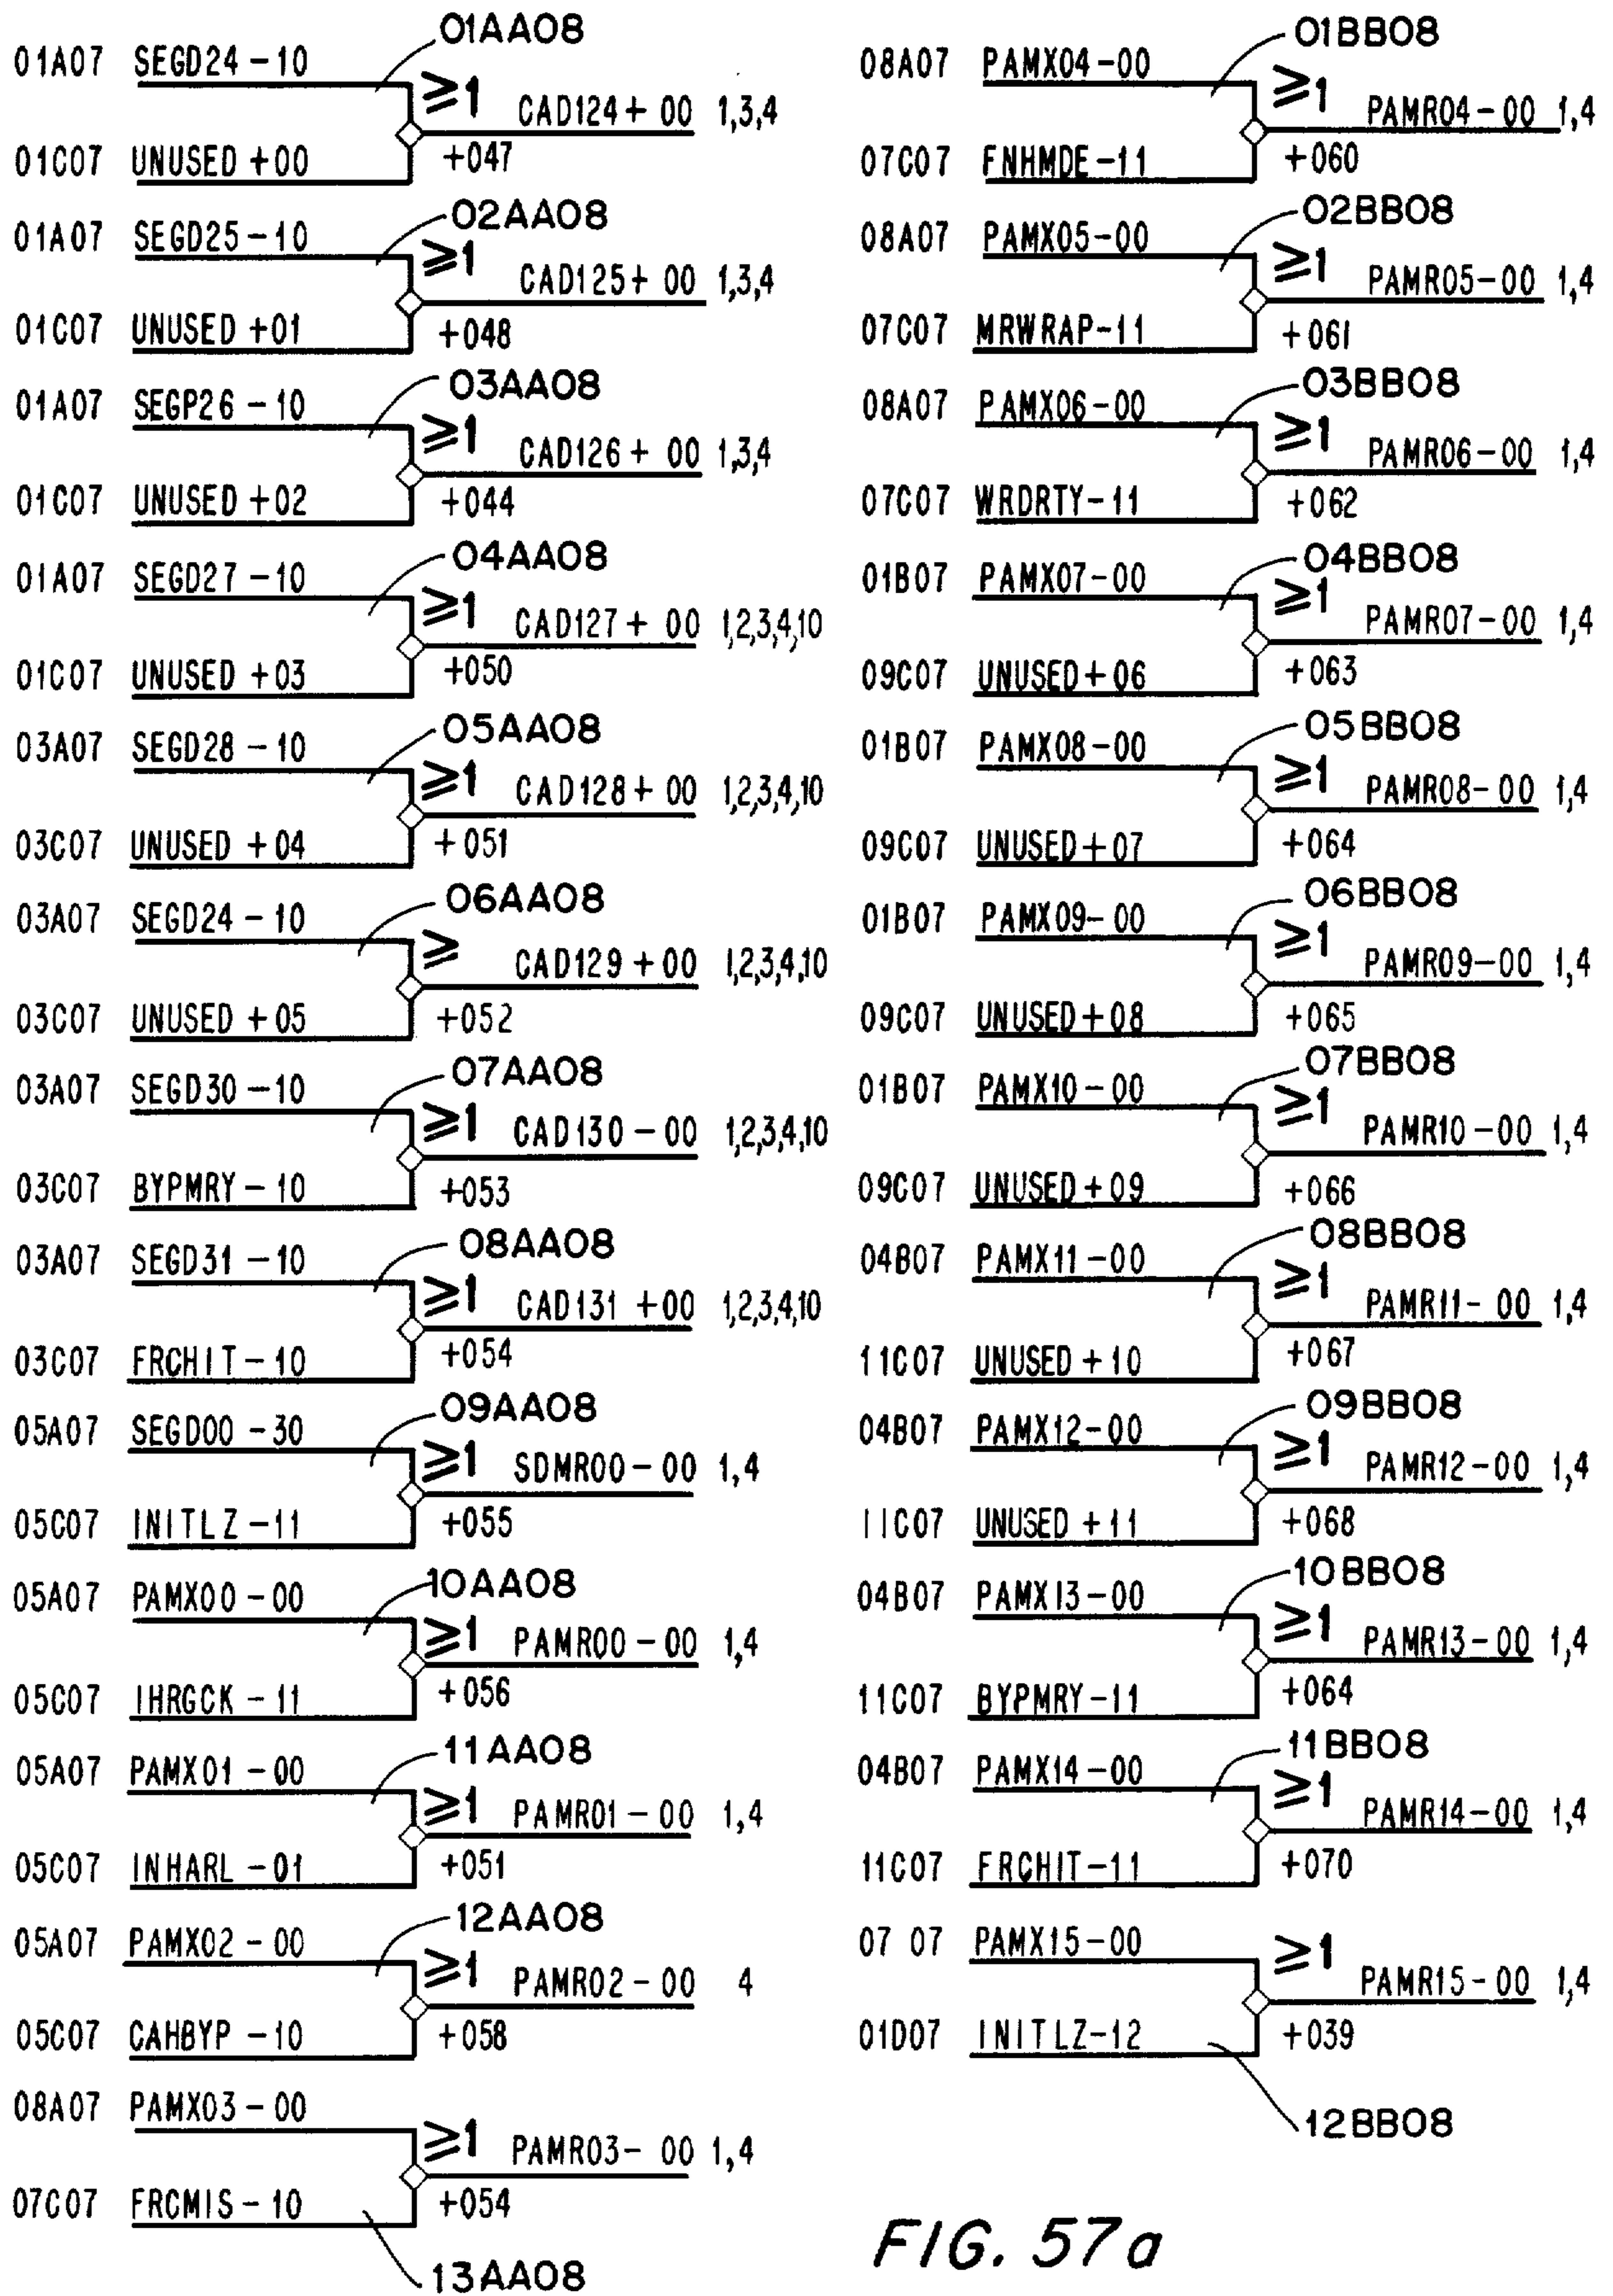 01AA08
01A07 SEGD24-10
≥1 CAD124+00 1,3,4
01C07 UNUSED +00 +047
02AA08
01A07 SEGD25-10
≥1 CAD125+00 1,3,4
01C07 UNUSED +01 +048
03AA08
01A07 SEGP26-10
≥1 CAD126+00 1,3,4
01C07 UNUSED +02 +044
04AA08
01A07 SEGD27-10
≥1 CAD127+00 1,2,3,4,10
01C07 UNUSED +03 +050
05AA08
03A07 SEGD28-10
≥1 CAD128+00 1,2,3,4,10
03C07 UNUSED +04 +051
06AA08
03A07 SEGD24-10
≥ CAD129+00 1,2,3,4,10
03C07 UNUSED +05 +052
07AA08
03A07 SEGD30-10
≥1 CAD130-00 1,2,3,4,10
03C07 BYPMRY-10 +053
08AA08
03A07 SEGD31-10
≥1 CAD131+00 1,2,3,4,10
03C07 FRCHIT-10 +054
09AA08
05A07 SEGD00-30
≥1 SDMR00-00 1,4
05C07 INITLZ-11 +055
10AA08
05A07 PAMX00-00
≥1 PAMR00-00 1,4
05C07 IHRGCK-11 +056
11AA08
05A07 PAMX01-00
≥1 PAMR01-00 1,4
05C07 INHARL-01 +051
12AA08
05A07 PAMX02-00
≥1 PAMR02-00 4
05C07 CAHBYP-10 +058
08A07 PAMX03-00
≥1 PAMR03-00 1,4
07C07 FRCMIS-10 +054
13AA08
01BB08
08A07 PAMX04-00
≥1 PAMR04-00 1,4
07C07 FNHMDE-11 +060
02BB08
08A07 PAMX05-00
≥1 PAMR05-00 1,4
07C07 MRWRAP-11 +061
03BB08
08A07 PAMX06-00
≥1 PAMR06-00 1,4
07C07 WRDRTY-11 +062
04BB08
01B07 PAMX07-00
≥1 PAMR07-00 1,4
09C07 UNUSED+06 +063
05BB08
01B07 PAMX08-00
≥1 PAMR08-00 1,4
09C07 UNUSED+07 +064
06BB08
01B07 PAMX09-00
≥1 PAMR09-00 1,4
09C07 UNUSED+08 +065
07BB08
01B07 PAMX10-00
≥1 PAMR10-00 1,4
09C07 UNUSED+09 +066
08BB08
04B07 PAMX11-00
≥1 PAMR11-00 1,4
11C07 UNUSED+10 +067
09BB08
04B07 PAMX12-00
≥1 PAMR12-00 1,4
11C07 UNUSED +11 +068
10BB08
04B07 PAMX13-00
≥1 PAMR13-00 1,4
11C07 BYPMRY-11 +064
11BB08
04B07 PAMX14-00
≥1 PAMR14-00 1,4
11C07 FRCHIT-11 +070
07 07 PAMX15-00
≥1 PAMR15-00 1,4
01D07 INITLZ-12 +039
12BB08
FIG. 57a